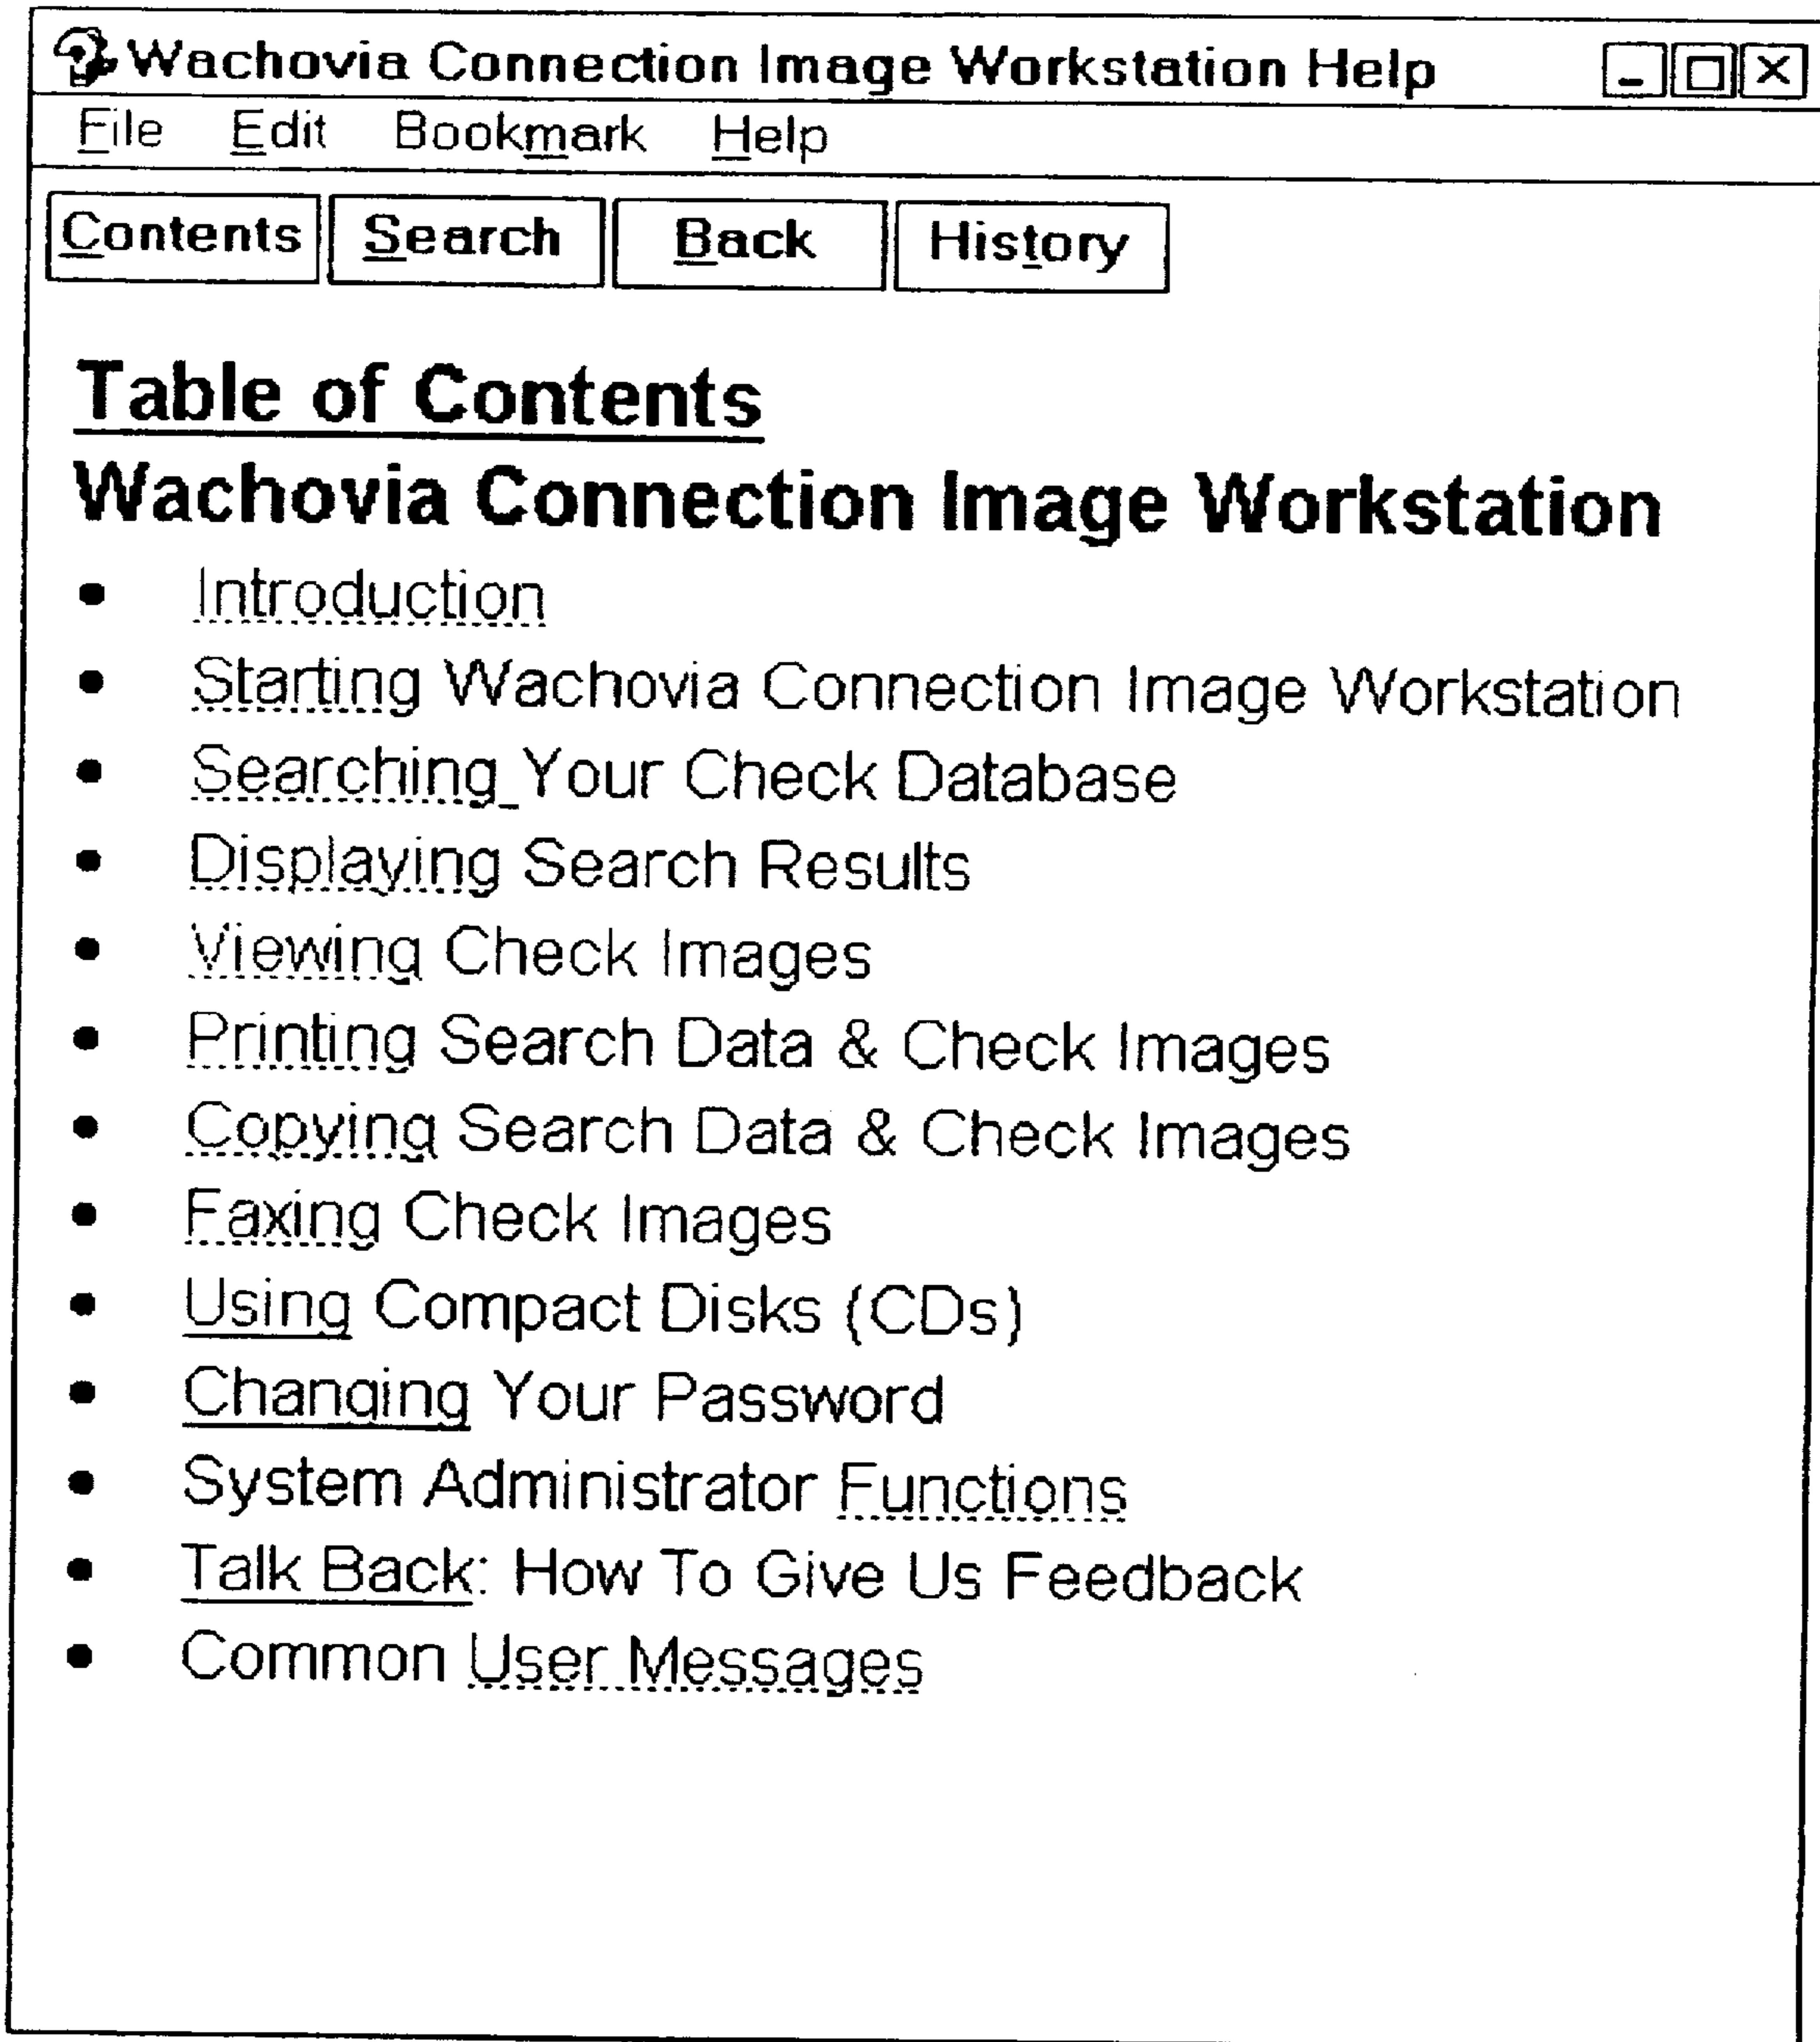 Wachovia Connection Image Workstation Help
File Edit Bookmark Help
Contents Search Back History
Table of Contents
Wachovia Connection Image Workstation
• Introduction
• Starting Wachovia Connection Image Workstation
• Searching Your Check Database
• Displaying Search Results
• Viewing Check Images
• Printing Search Data & Check Images
• Copying Search Data & Check Images
• Faxing Check Images
• Using Compact Disks (CDs)
• Changing Your Password
• System Administrator Functions
• Talk Back: How To Give Us Feedback
• Common User Messages